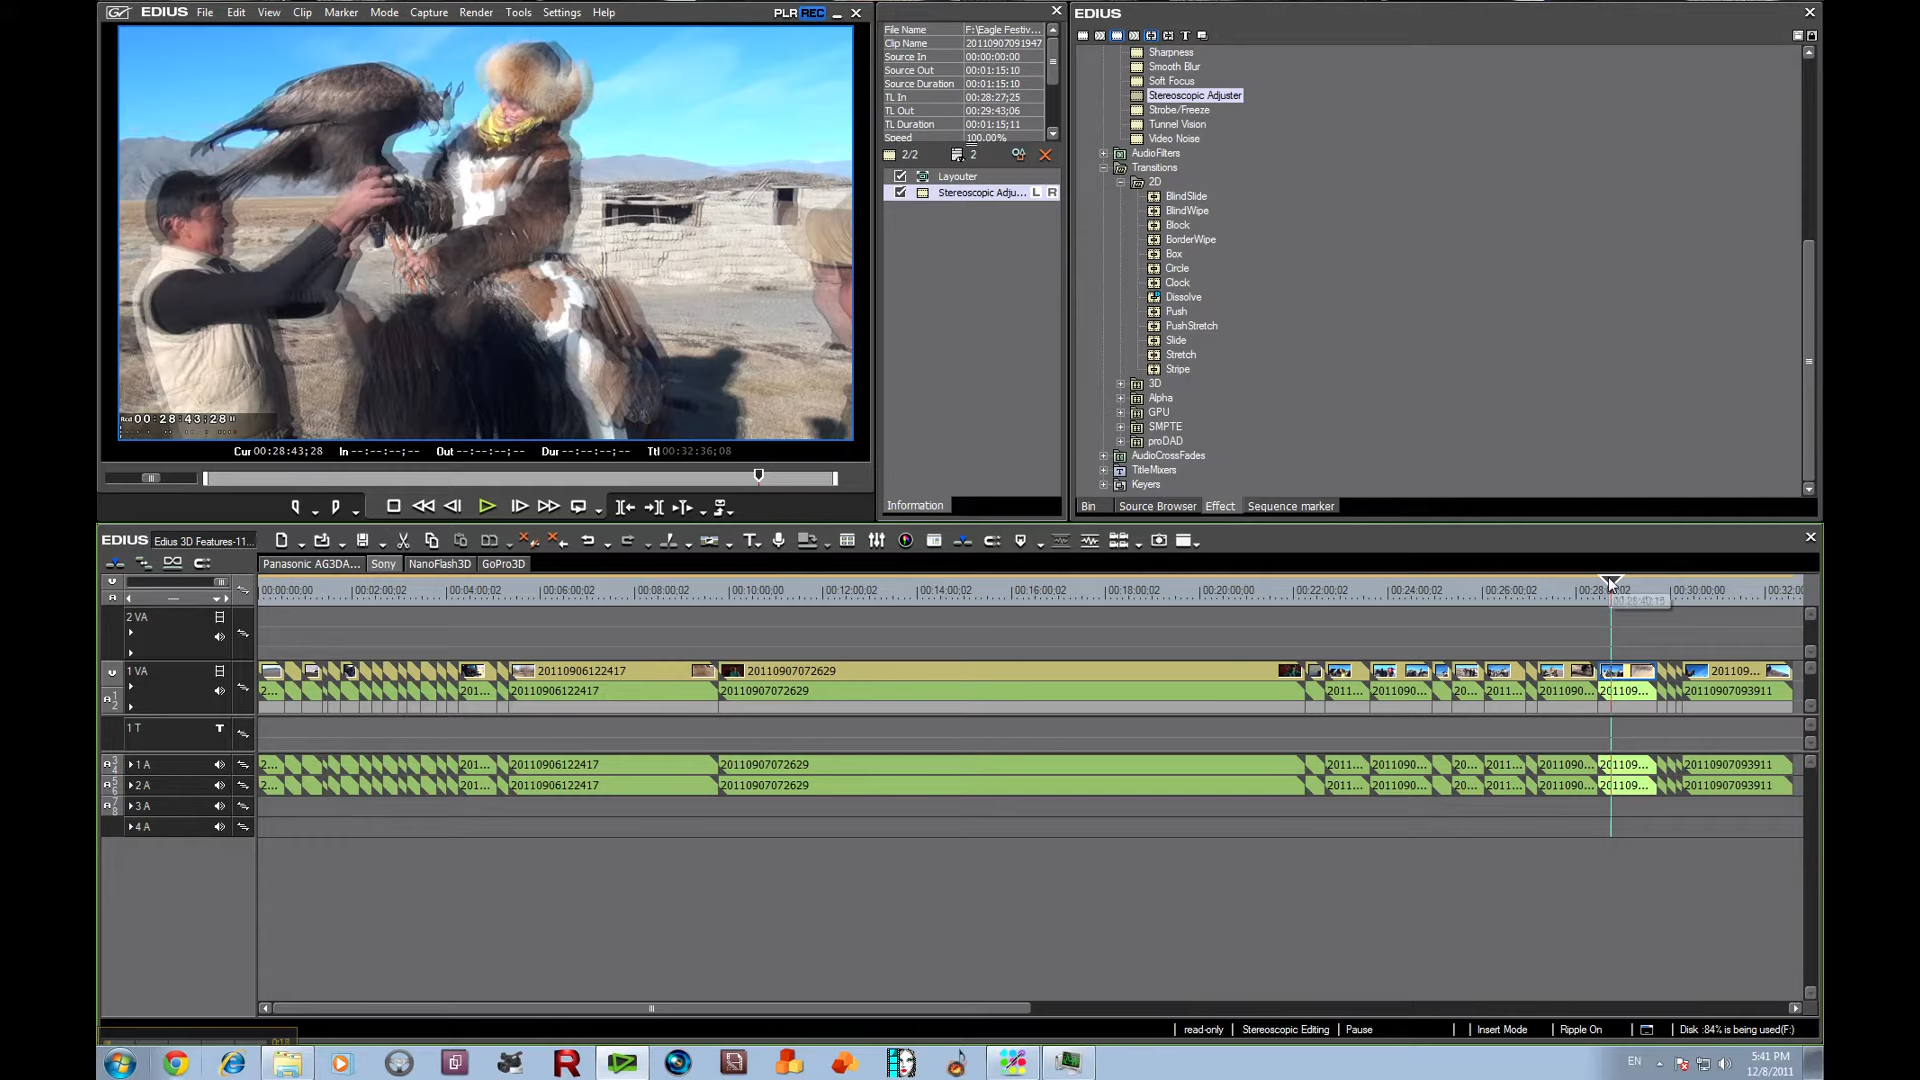 EDIUS File Edit View Clip Marker Mode Capture Render Tools Settings Help PLR REC
Rcd 00:28:43;28
Cur 00:28:43;28 In --:--:--;-- Out --:--:--;-- Dur --:--:--;-- Ttl 00:32:36;08
File Name F:\Eagle Festiv...
Clip Name 20110907091947
Source In 00:00:00;00
Source Out 00:01:15;10
Source Duration 00:01:15;10
TL In 00:28:27;25
TL Out 00:29:43;06
TL Duration 00:01:15;11
Speed 100.00%
2/2 2
Layouter
Stereoscopic Adju... L R
Information
EDIUS
Sharpness
Smooth Blur
Soft Focus
Stereoscopic Adjuster
Strobe/Freeze
Tunnel Vision
Video Noise
AudioFilters
Transitions
2D
BlindSlide
BlindWipe
Block
BorderWipe
Box
Circle
Clock
Dissolve
Push
PushStretch
Slide
Stretch
Stripe
3D
Alpha
GPU
SMPTE
proDAD
AudioCrossFades
TitleMixers
Keyers
Bin Source Browser Effect Sequence marker
EDIUS Edius 3D Features-11...
Panasonic AG3DA... Sony NanoFlash3D GoPro3D
00:00:00;00 00:02:00;02 00:04:00;02 00:06:00;02 00:08:00;02 00:10:00;02 00:12:00;02 00:14:00;02 00:16:00;02 00:18:00;02 00:20:00;02 00:22:00;02 00:24:00;02 00:26:00;02 00:28: 00:30:00;02 00:32:00
00:28:40;15
2 VA
1 VA 20110906122417 20110907072629 201109...
2... 201... 20110906122417 20110907072629 2011... 201109... 20... 2011... 201109... 201109... 20110907093911
1 T
1 A 2... 201... 20110906122417 20110907072629 2011... 201109... 20... 2011... 201109... 201109... 20110907093911
2 A 2... 201... 20110906122417 20110907072629 2011... 201109... 20... 2011... 201109... 201109... 20110907093911
3 A
4 A
read-only Stereoscopic Editing Pause Insert Mode Ripple On Disk :84% is being used(F:)
0:18
EN 5:41 PM
12/8/2011